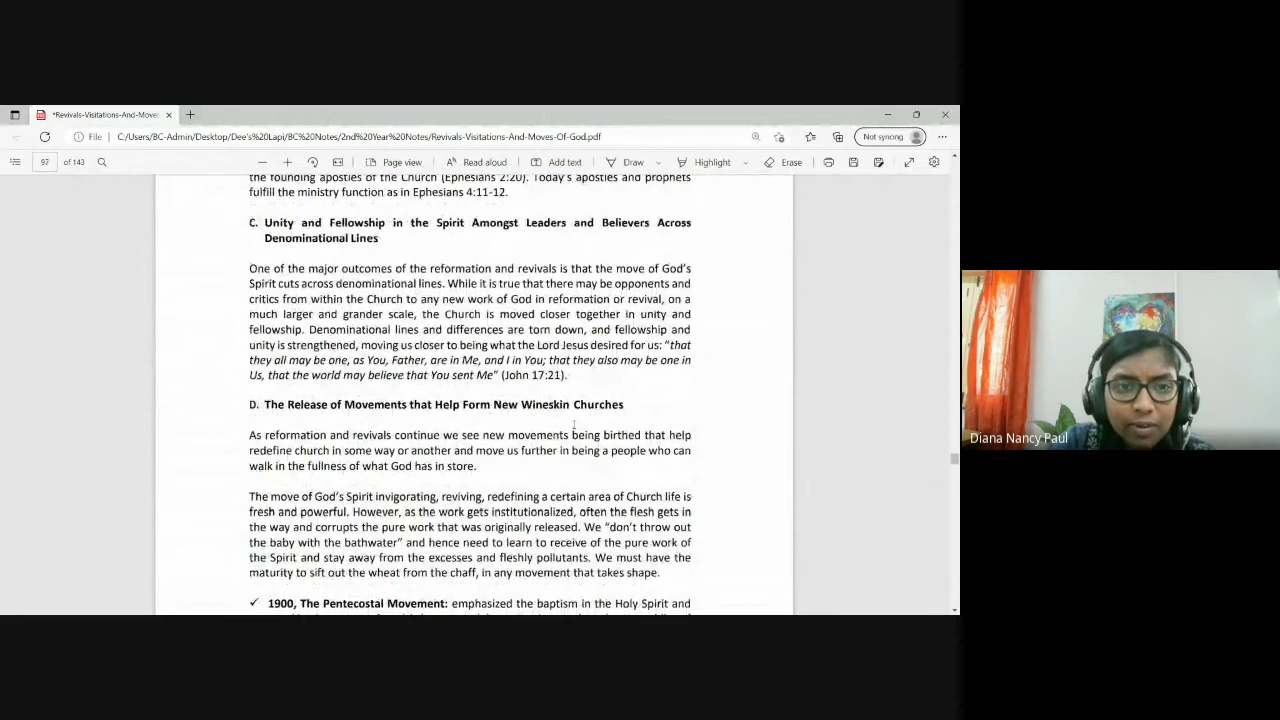 *Revivals-Visitations-And-Move
File
C:/Users/BC-Admin/Desktop/Dee's%20Lapi/BC%20Notes/2nd%20Year%20Notes/Revivals-Visitations-And-Moves-Of-God.pdf
Not syncing
97 of 143
Page view
Read aloud
Add text
Draw
Highlight
Erase
the founding apostles of the Church (Ephesians 2:20). Today's apostles and prophets
fulfill the ministry function as in Ephesians 4:11-12.
C. Unity and Fellowship in the Spirit Amongst Leaders and Believers Across
Denominational Lines
One of the major outcomes of the reformation and revivals is that the move of God's
Spirit cuts across denominational lines. While it is true that there may be opponents and
critics from within the Church to any new work of God in reformation or revival, on a
much larger and grander scale, the Church is moved closer together in unity and
fellowship. Denominational lines and differences are torn down, and fellowship and
unity is strengthened, moving us closer to being what the Lord Jesus desired for us: "that
they all may be one, as You, Father, are in Me, and I in You; that they also may be one in
Us, that the world may believe that You sent Me" (John 17:21).
D. The Release of Movements that Help Form New Wineskin Churches
As reformation and revivals continue we see new movements being birthed that help
redefine church in some way or another and move us further in being a people who can
walk in the fullness of what God has in store.
The move of God's Spirit invigorating, reviving, redefining a certain area of Church life is
fresh and powerful. However, as the work gets institutionalized, often the flesh gets in
the way and corrupts the pure work that was originally released. We "don't throw out
the baby with the bathwater" and hence need to learn to receive of the pure work of
the Spirit and stay away from the excesses and fleshly pollutants. We must have the
maturity to sift out the wheat from the chaff, in any movement that takes shape.
✓ 1900, The Pentecostal Movement: emphasized the baptism in the Holy Spirit and
Diana Nancy Paul